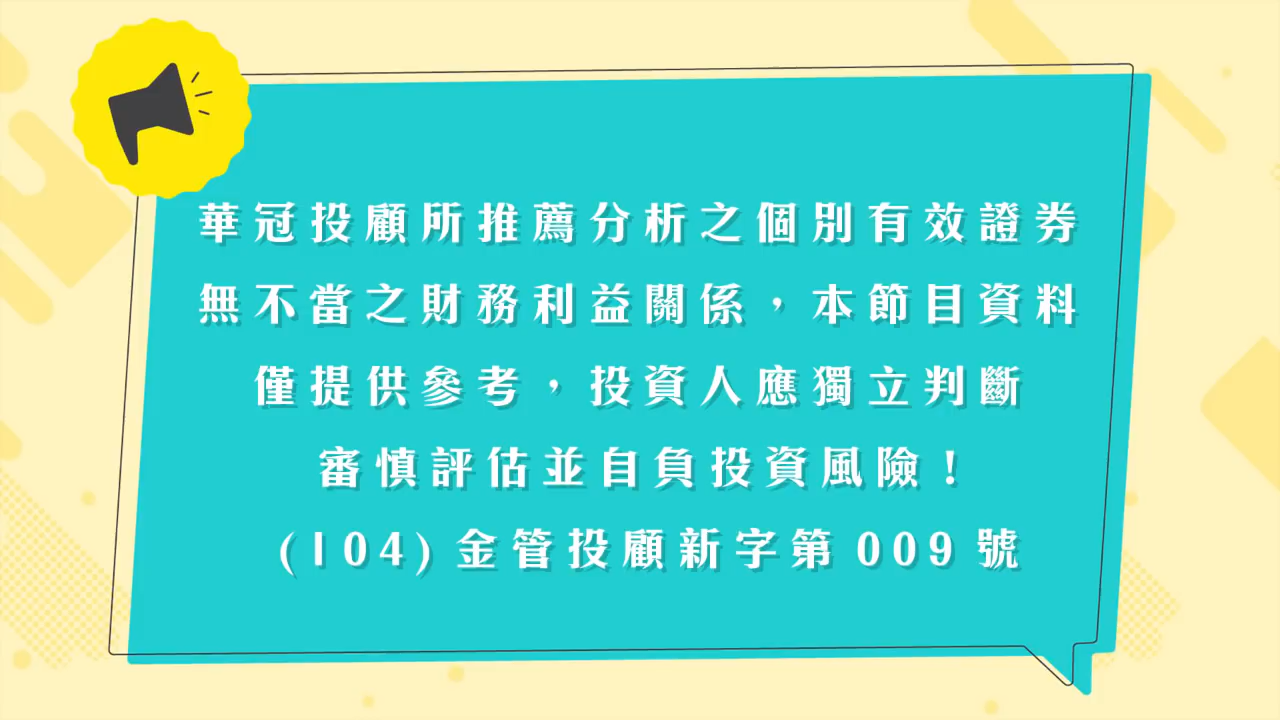 華冠投顧所推薦分析之個別有效證券
無不當之財務利益關係，本節目資料
僅提供參考，投資人應獨立判斷
審慎評估並自負投資風險！
(104) 金管投顧新字第 009 號